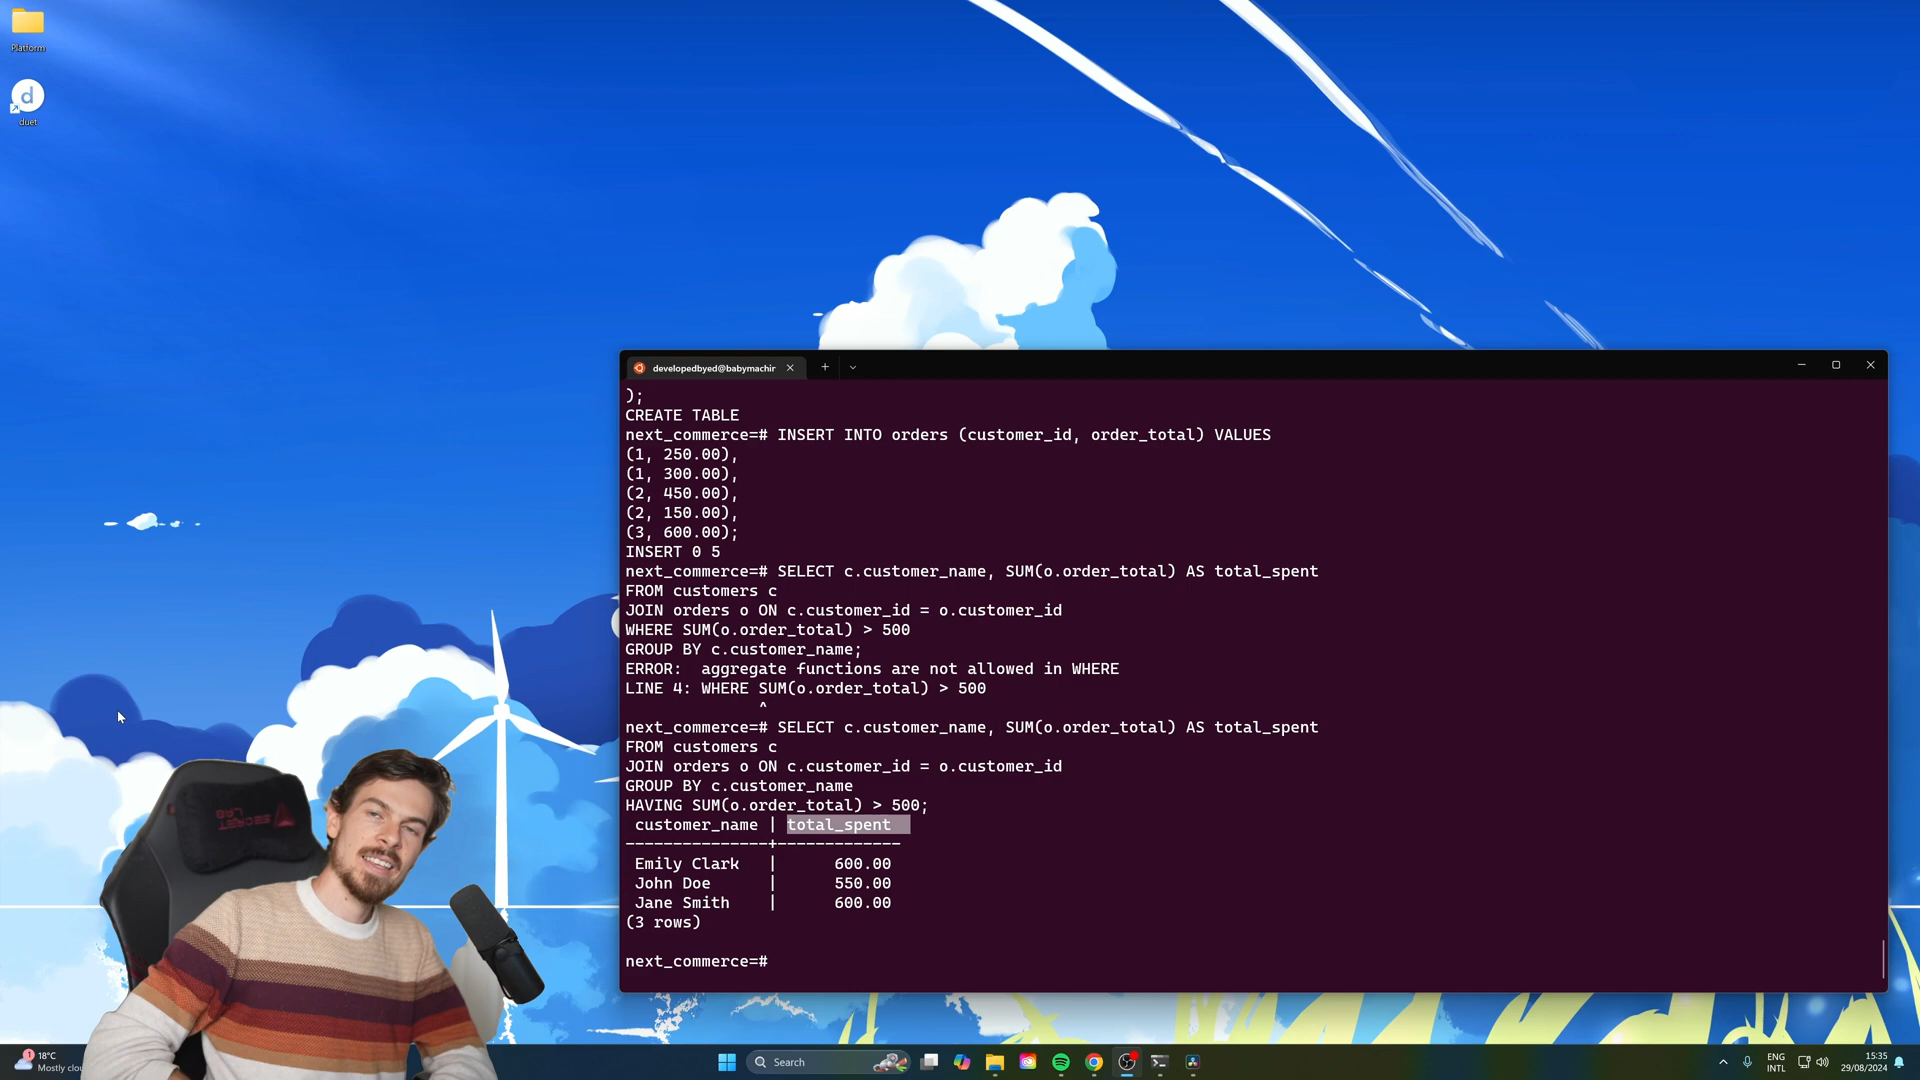 Platform
d
duet
developedbyed@babymachir
);
CREATE TABLE
next_commerce=# INSERT INTO orders (customer_id, order_total) VALUES
(1, 250.00),
(1, 300.00),
(2, 450.00),
(2, 150.00),
(3, 600.00);
INSERT 0 5
next_commerce=# SELECT c.customer_name, SUM(o.order_total) AS total_spent
FROM customers c
JOIN orders o ON c.customer_id = o.customer_id
WHERE SUM(o.order_total) > 500
GROUP BY c.customer_name;
ERROR:  aggregate functions are not allowed in WHERE
LINE 4: WHERE SUM(o.order_total) > 500
^
next_commerce=# SELECT c.customer_name, SUM(o.order_total) AS total_spent
FROM customers c
JOIN orders o ON c.customer_id = o.customer_id
GROUP BY c.customer_name
HAVING SUM(o.order_total) > 500;
customer_name | total_spent
---------------+-------------
Emily Clark   |      600.00
John Doe      |      550.00
Jane Smith    |      600.00
(3 rows)
next_commerce=#
SECRET LAB
1
18°C
Mostly clou
Search
ENG
INTL
15:35
29/08/2024